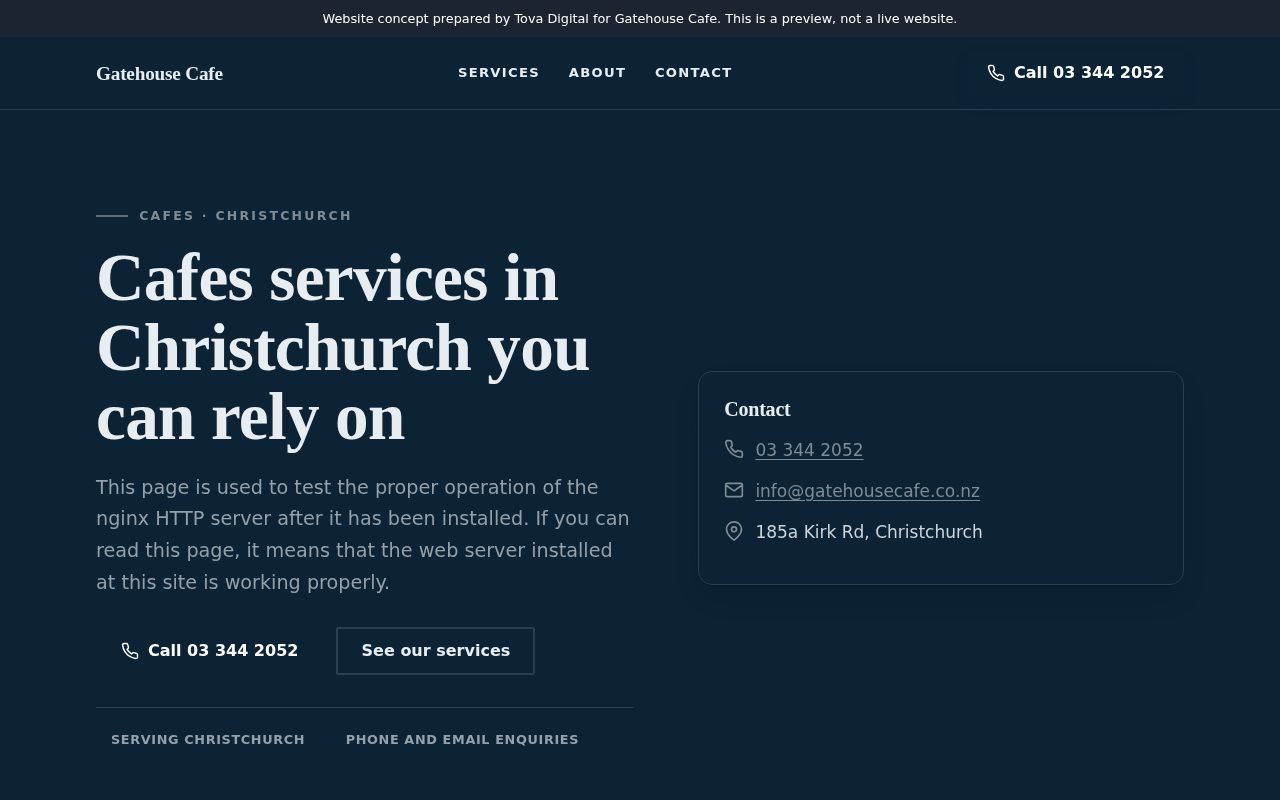 Website concept prepared by Tova Digital for Gatehouse Cafe. This is a preview, not a live website.
Gatehouse Cafe
SERVICES
ABOUT
CONTACT
Call 03 344 2052
CAFES · CHRISTCHURCH
Cafes services in
Christchurch you
can rely on
This page is used to test the proper operation of the
nginx HTTP server after it has been installed. If you can
read this page, it means that the web server installed
at this site is working properly.
Call 03 344 2052
See our services
SERVING CHRISTCHURCH
PHONE AND EMAIL ENQUIRIES
Contact
03 344 2052
info@gatehousecafe.co.nz
185a Kirk Rd, Christchurch